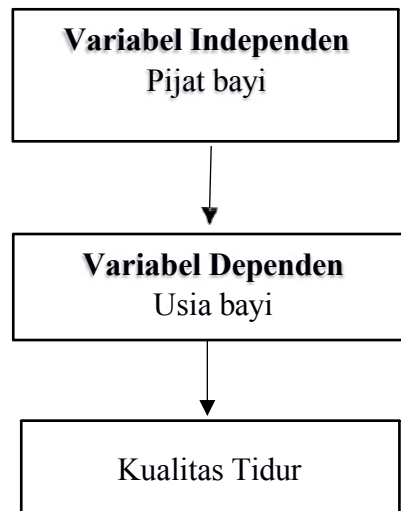 Variabel Independen
Pijat bayi
Variabel Dependen
Usia bayi
Kualitas Tidur